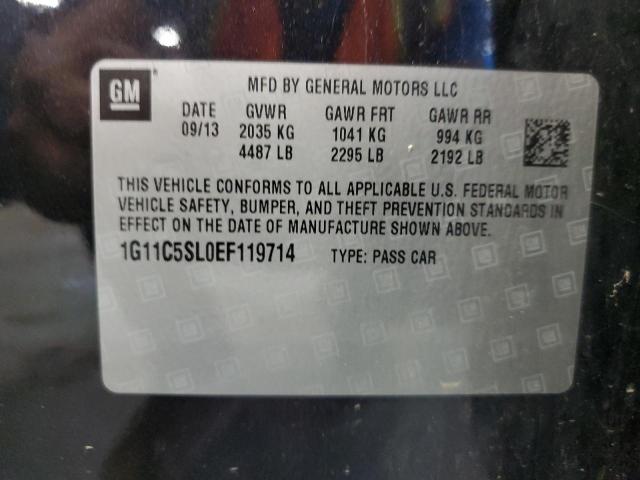 GM
MFD BY GENERAL MOTORS LLC
DATE GVWR GAWR FRT GAWR RR
09/13 2035 KG 1041 KG 994 KG
4487 LB 2295 LB 2192 LB
THIS VEHICLE CONFORMS TO ALL APPLICABLE U.S. FEDERAL MOTOR
VEHICLE SAFETY, BUMPER, AND THEFT PREVENTION STANDARDS IN
EFFECT ON THE DATE OF MANUFACTURE SHOWN ABOVE.
1G11C5SL0EF119714 TYPE: PASS CAR